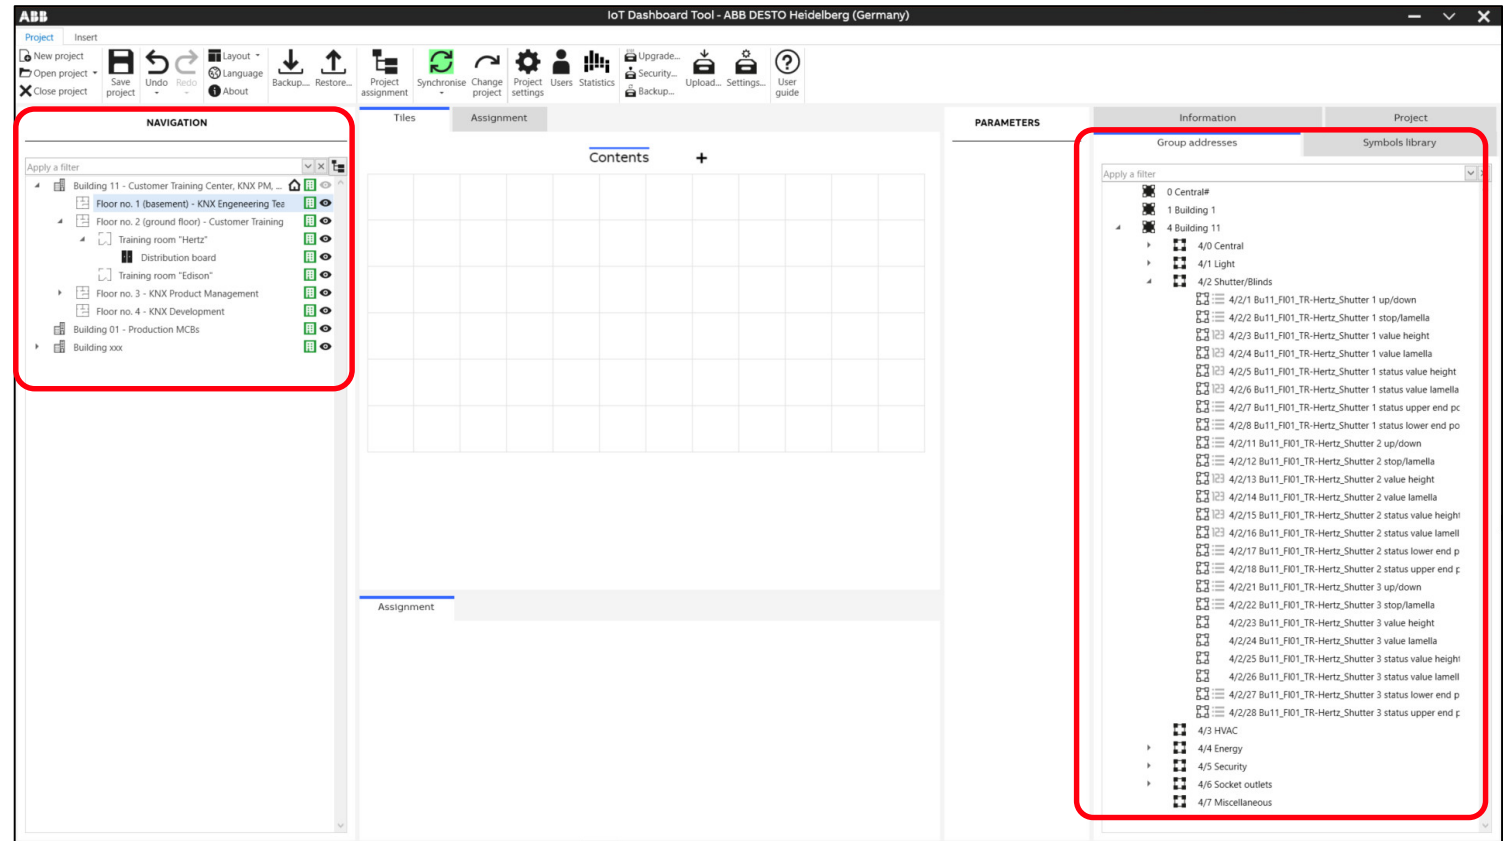 ABB
IoT Dashboard Tool - ABB DESTO Heidelberg (Germany)
Project Insert
New project
Open project
Close project
Save project
Undo
Redo
Layout
Language
About
Backup...
Restore...
Project assignment
Synchronise
Change project
Project settings
Users
Statistics
Upgrade...
Security...
Backup...
Upload...
Settings...
User guide
NAVIGATION
Apply a filter
Building 11 - Customer Training Center, KNX PM, ...
Floor no. 1 (basement) - KNX Engeneering Tea
Floor no. 2 (ground floor) - Customer Training
Training room "Hertz"
Distribution board
Training room "Edison"
Floor no. 3 - KNX Product Management
Floor no. 4 - KNX Development
Building 01 - Production MCBs
Building xxx
Tiles
Assignment
Contents +
Assignment
PARAMETERS
Information
Project
Group addresses
Symbols library
Apply a filter
0 Central#
1 Building 1
4 Building 11
4/0 Central
4/1 Light
4/2 Shutter/Blinds
4/2/1 Bu11_Fl01_TR-Hertz_Shutter 1 up/down
4/2/2 Bu11_Fl01_TR-Hertz_Shutter 1 stop/lamella
123 4/2/3 Bu11_Fl01_TR-Hertz_Shutter 1 value height
123 4/2/4 Bu11_Fl01_TR-Hertz_Shutter 1 value lamella
123 4/2/5 Bu11_Fl01_TR-Hertz_Shutter 1 status value height
123 4/2/6 Bu11_Fl01_TR-Hertz_Shutter 1 status value lamella
4/2/7 Bu11_Fl01_TR-Hertz_Shutter 1 status upper end pc
4/2/8 Bu11_Fl01_TR-Hertz_Shutter 1 status lower end po
4/2/11 Bu11_Fl01_TR-Hertz_Shutter 2 up/down
4/2/12 Bu11_Fl01_TR-Hertz_Shutter 2 stop/lamella
123 4/2/13 Bu11_Fl01_TR-Hertz_Shutter 2 value height
123 4/2/14 Bu11_Fl01_TR-Hertz_Shutter 2 value lamella
123 4/2/15 Bu11_Fl01_TR-Hertz_Shutter 2 status value height
123 4/2/16 Bu11_Fl01_TR-Hertz_Shutter 2 status value lamell
4/2/17 Bu11_Fl01_TR-Hertz_Shutter 2 status lower end p
4/2/18 Bu11_Fl01_TR-Hertz_Shutter 2 status upper end p
4/2/21 Bu11_Fl01_TR-Hertz_Shutter 3 up/down
4/2/22 Bu11_Fl01_TR-Hertz_Shutter 3 stop/lamella
4/2/23 Bu11_Fl01_TR-Hertz_Shutter 3 value height
4/2/24 Bu11_Fl01_TR-Hertz_Shutter 3 value lamella
4/2/25 Bu11_Fl01_TR-Hertz_Shutter 3 status value height
4/2/26 Bu11_Fl01_TR-Hertz_Shutter 3 status value lamell
4/2/27 Bu11_Fl01_TR-Hertz_Shutter 3 status lower end p
4/2/28 Bu11_Fl01_TR-Hertz_Shutter 3 status upper end p
4/3 HVAC
4/4 Energy
4/5 Security
4/6 Socket outlets
4/7 Miscellaneous